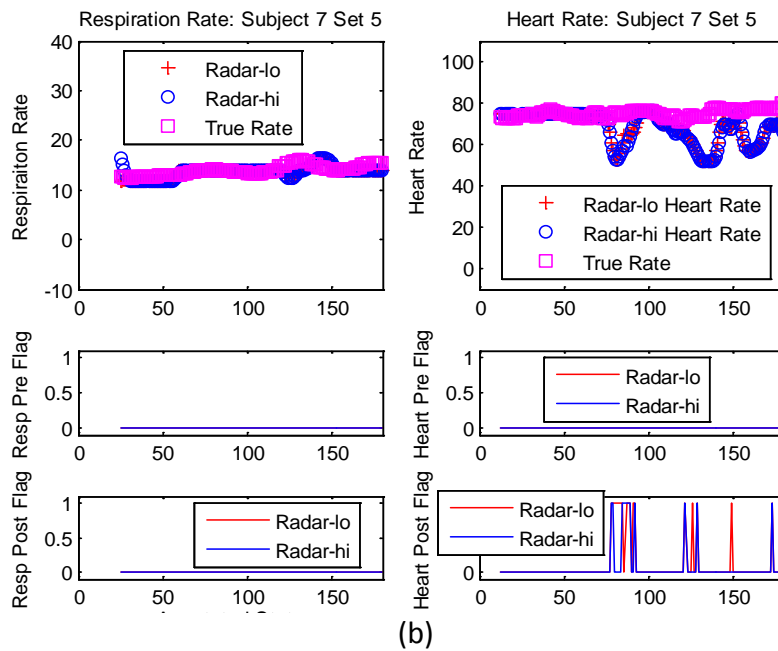 Respiration Rate: Subject 7 Set 5
40
30
20
10
0
-10
Respiraiton Rate
Radar-lo
Radar-hi
True Rate
0 50 100 150
Heart Rate: Subject 7 Set 5
100
80
60
40
20
0
Heart Rate
Radar-lo Heart Rate
Radar-hi Heart Rate
True Rate
0 50 100 150
Resp Pre Flag
1
0.5
0
0 50 100 150
Heart Pre Flag
1
0.5
0
Radar-lo
Radar-hi
0 50 100 150
Resp Post Flag
1
0.5
0
Radar-lo
Radar-hi
0 50 100 150
Heart Post Flag
0
Radar-lo
Radar-hi
0 50 100 150
(b)